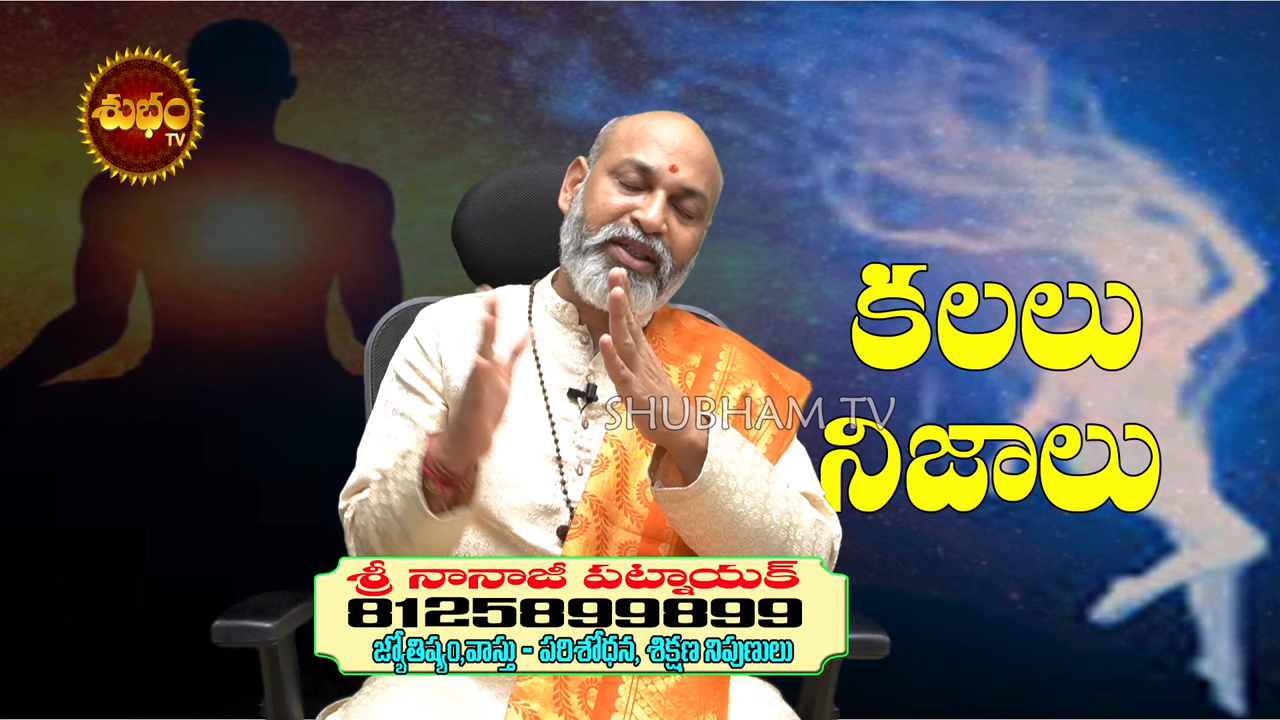 శుభం
TV
కలలు
SHUBHAM TV
నిజాలు
శ్రీ నానాజీ పట్నాయక్
8125899899
జ్యోతిష్యం,వాస్తు - పరిశోధన, శిక్షణ నిపుణులు